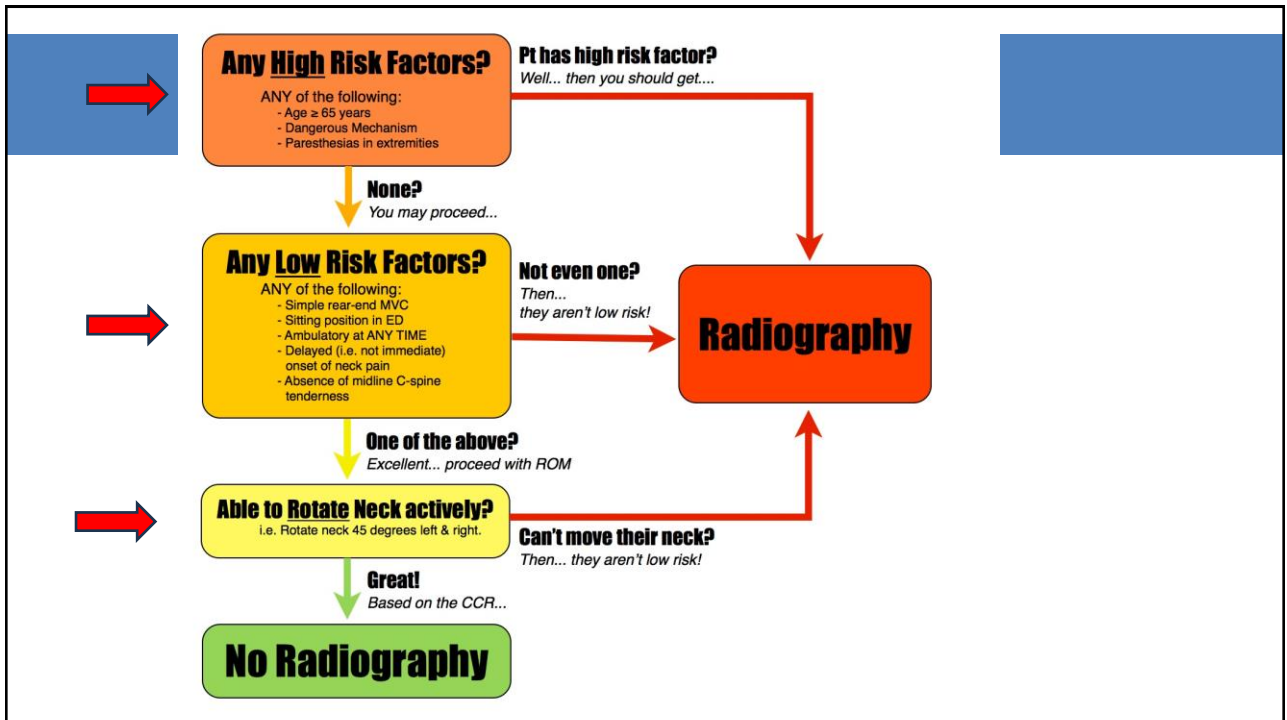 Any High Risk Factors?
ANY of the following:
- Age ≥ 65 years
- Dangerous Mechanism
- Paresthesias in extremities
Pt has high risk factor?
Well... then you should get....
None?
You may proceed...
Any Low Risk Factors?
ANY of the following:
- Simple rear-end MVC
- Sitting position in ED
- Ambulatory at ANY TIME
- Delayed (i.e. not immediate)
onset of neck pain
- Absence of midline C-spine
tenderness
Not even one?
Then...
they aren't low risk!
Radiography
One of the above?
Excellent... proceed with ROM
Able to Rotate Neck actively?
i.e. Rotate neck 45 degrees left & right.
Can't move their neck?
Then... they aren't low risk!
Great!
Based on the CCR...
No Radiography